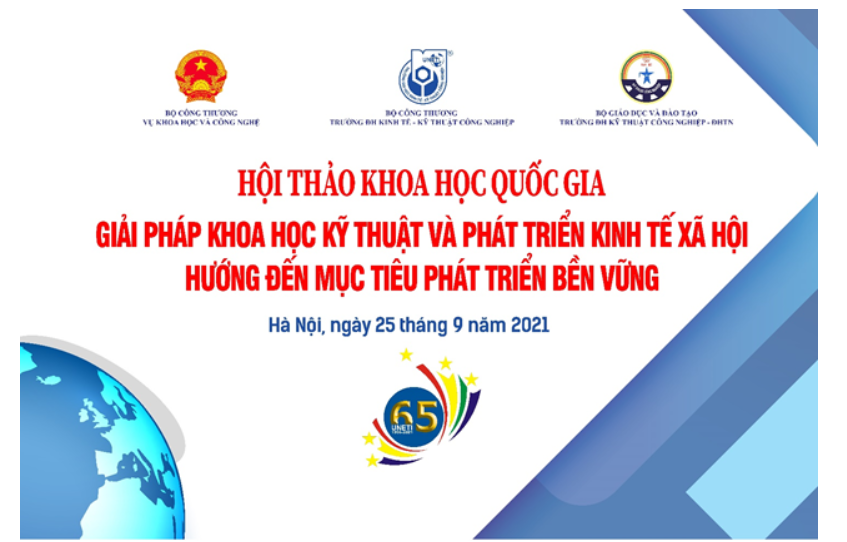 BỘ CÔNG THƯƠNG
VỤ KHOA HỌC VÀ CÔNG NGHỆ
UNETI
BỘ CÔNG THƯƠNG
TRƯỜNG ĐH KINH TẾ - KỸ THUẬT CÔNG NGHIỆP
BỘ GIÁO DỤC VÀ ĐÀO TẠO
TRƯỜNG ĐH KỸ THUẬT CÔNG NGHIỆP - ĐHTN
HỘI THẢO KHOA HỌC QUỐC GIA
GIẢI PHÁP KHOA HỌC KỸ THUẬT VÀ PHÁT TRIỂN KINH TẾ XÃ HỘI
HƯỚNG ĐẾN MỤC TIÊU PHÁT TRIỂN BỀN VỮNG
Hà Nội, ngày 25 tháng 9 năm 2021
65
UNETI